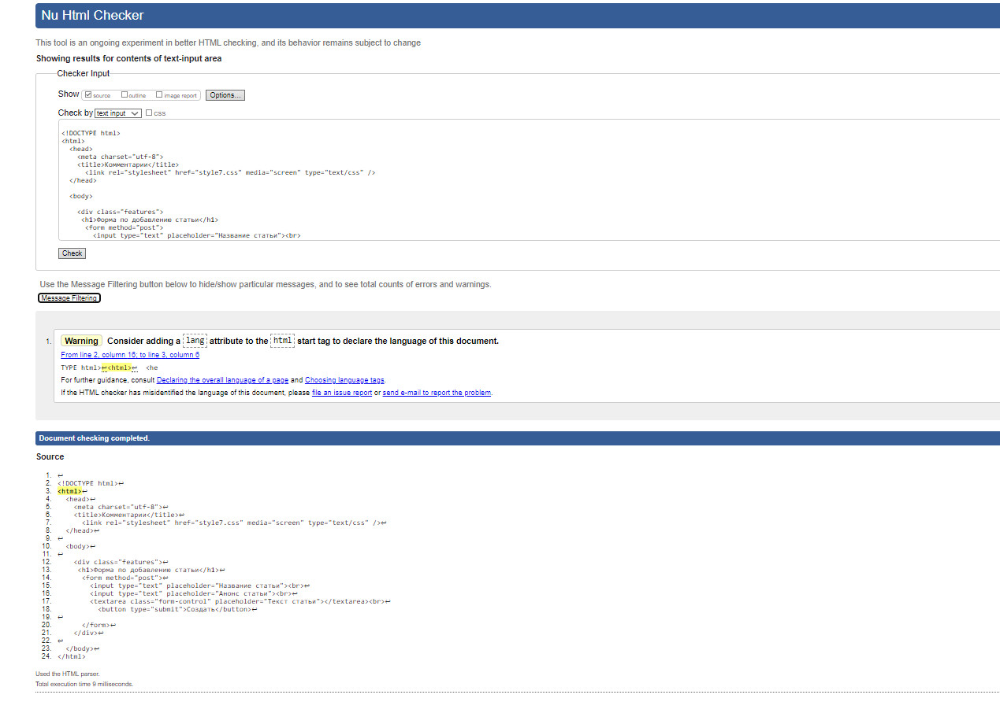 Nu Html Checker
This tool is an ongoing experiment in better HTML checking, and its behavior remains subject to change
Showing results for contents of text-input area
Checker Input
Show source outline image report Options...
Check by text input css
<!DOCTYPE html>
<html>
<head>
<meta charset="utf-8">
<title>Комментарии</title>
<link rel="stylesheet" href="style7.css" media="screen" type="text/css" />
</head>
<body>
<div class="features">
<h1>Форма по добавлению статьи</h1>
<form method="post">
<input type="text" placeholder="Название статьи"><br>
Check
Use the Message Filtering button below to hide/show particular messages, and to see total counts of errors and warnings.
Message Filtering
1. Warning Consider adding a lang attribute to the html start tag to declare the language of this document.
From line 2, column 16; to line 3, column 6
TYPE html>↩<html>↩ <he
For further guidance, consult Declaring the overall language of a page and Choosing language tags.
If the HTML checker has misidentified the language of this document, please file an issue report or send e-mail to report the problem.
Document checking completed.
Source
1. ↩
2. <!DOCTYPE html>↩
3. <html>↩
4. <head>↩
5. <meta charset="utf-8">↩
6. <title>Комментарии</title>↩
7. <link rel="stylesheet" href="style7.css" media="screen" type="text/css" />↩
8. </head>↩
9. ↩
10. <body>↩
11. ↩
12. <div class="features">↩
13. <h1>Форма по добавлению статьи</h1>↩
14. <form method="post">↩
15. <input type="text" placeholder="Название статьи"><br>↩
16. <input type="text" placeholder="Анонс статьи"><br>↩
17. <textarea class="form-control" placeholder="Текст статьи"></textarea><br>↩
18. <button type="submit">Создать</button>↩
19. ↩
20. </form>↩
21. </div>↩
22. ↩
23. </body>↩
24. </html>
Used the HTML parser.
Total execution time 9 milliseconds.